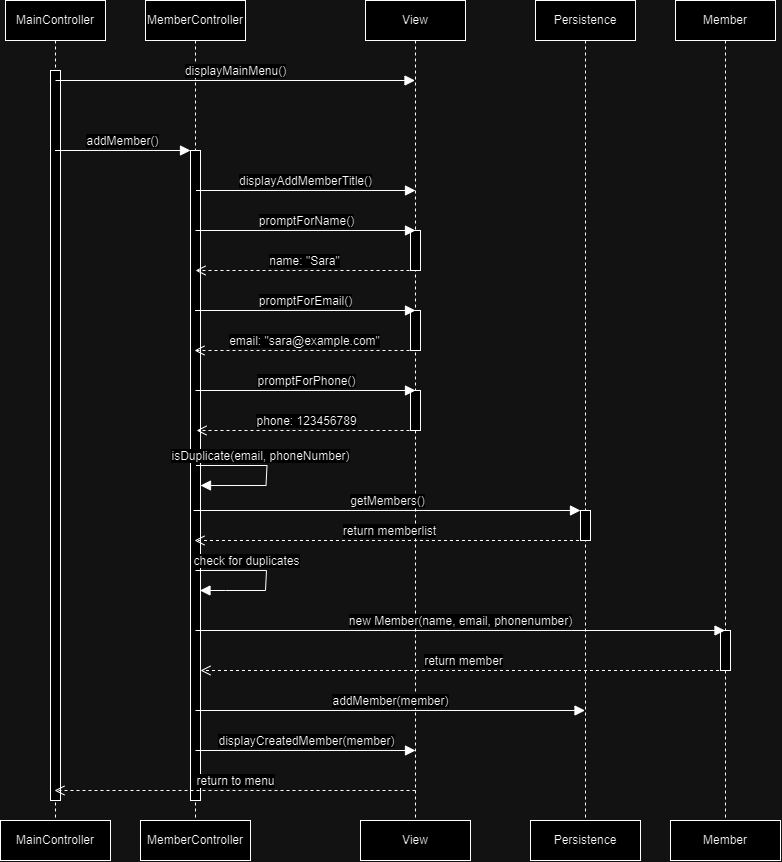 MainController
MemberController
View
Persistence
Member
displayMainMenu()
addMember()
displayAddMemberTitle()
promptForName()
name: "Sara"
promptForEmail()
email: "sara@example.com"
promptForPhone()
phone: 123456789
isDuplicate(email, phoneNumber)
getMembers()
return memberlist
check for duplicates
new Member(name, email, phonenumber)
return member
addMember(member)
displayCreatedMember(member)
return to menu
MainController
MemberController
View
Persistence
Member